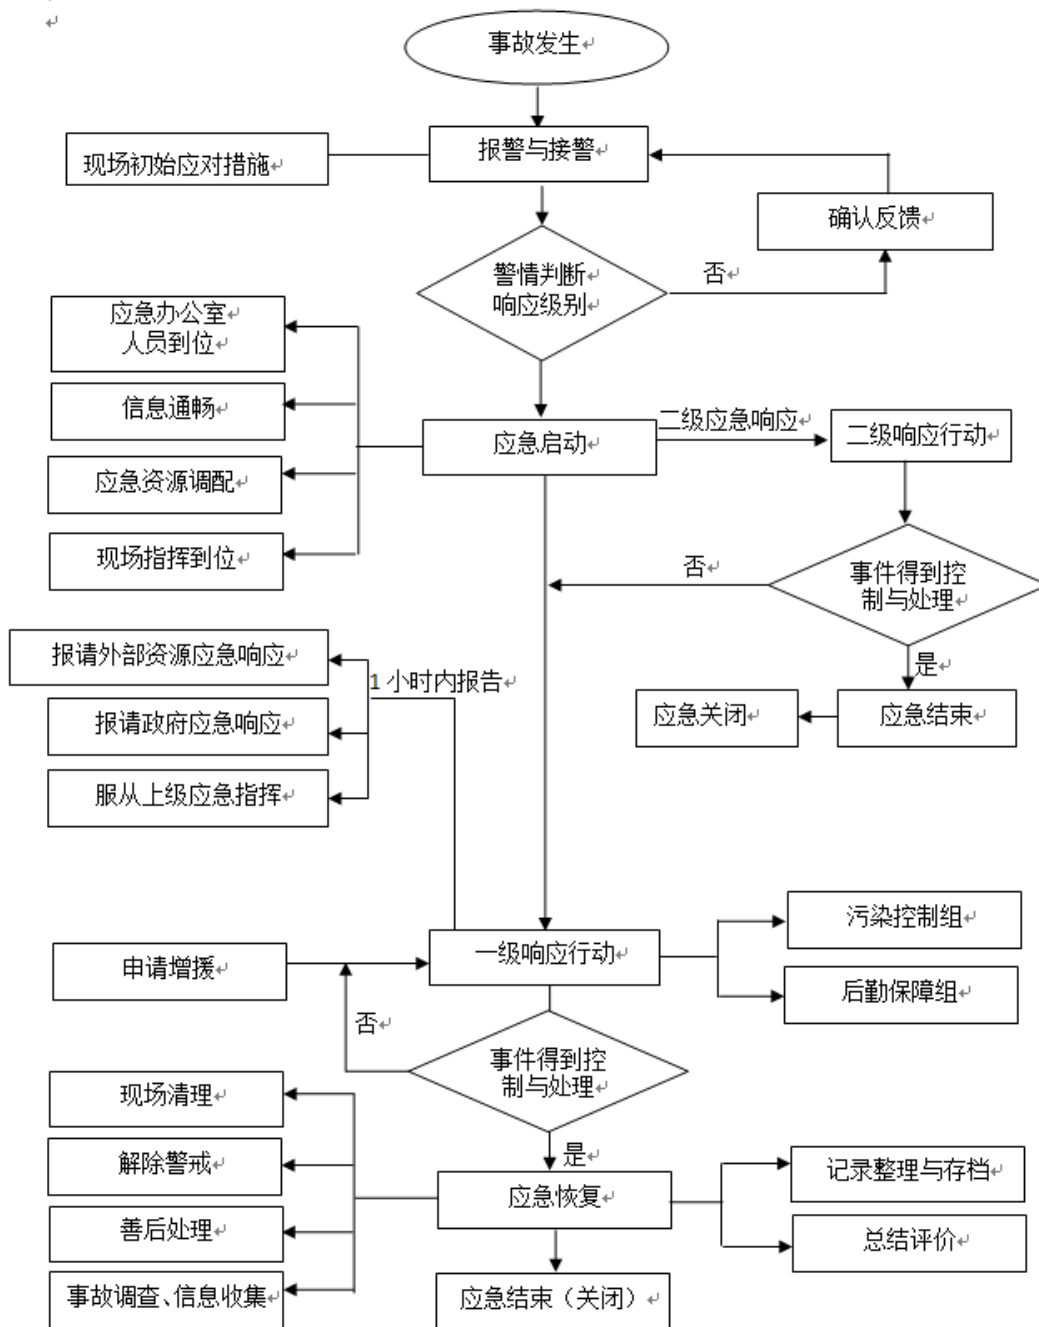 事故发生
报警与接警
现场初始应对措施
确认反馈
警情判断
响应级别
否
应急办公室
人员到位
信息通畅
应急资源调配
现场指挥到位
应急启动
二级应急响应
二级响应行动
事件得到控
制与处理
否
是
应急结束
应急关闭
报请外部资源应急响应
1 小时内报告
报请政府应急响应
服从上级应急指挥
一级响应行动
污染控制组
后勤保障组
申请增援
否
事件得到控
制与处理
是
现场清理
解除警戒
善后处理
事故调查、信息收集
应急恢复
记录整理与存档
总结评价
应急结束（关闭）